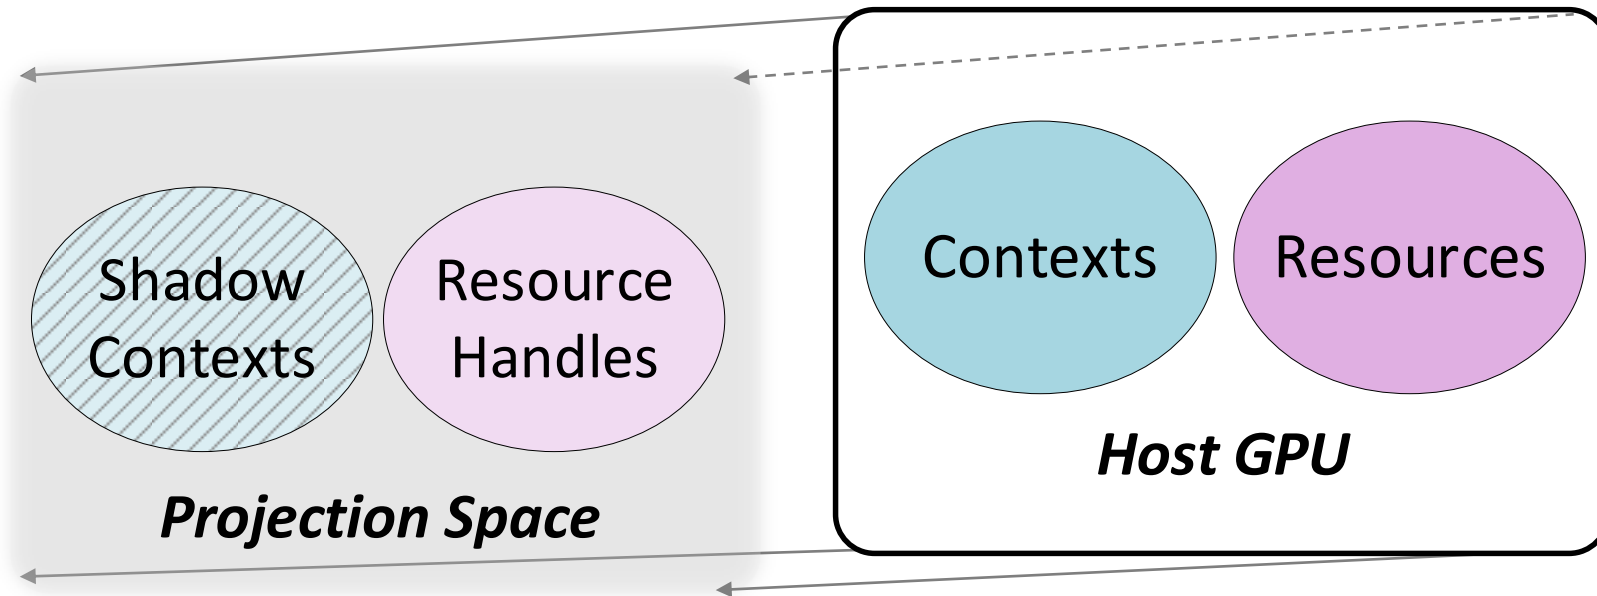 Shadow
Contexts
Resource
Handles
Projection Space
Contexts
Resources
Host GPU